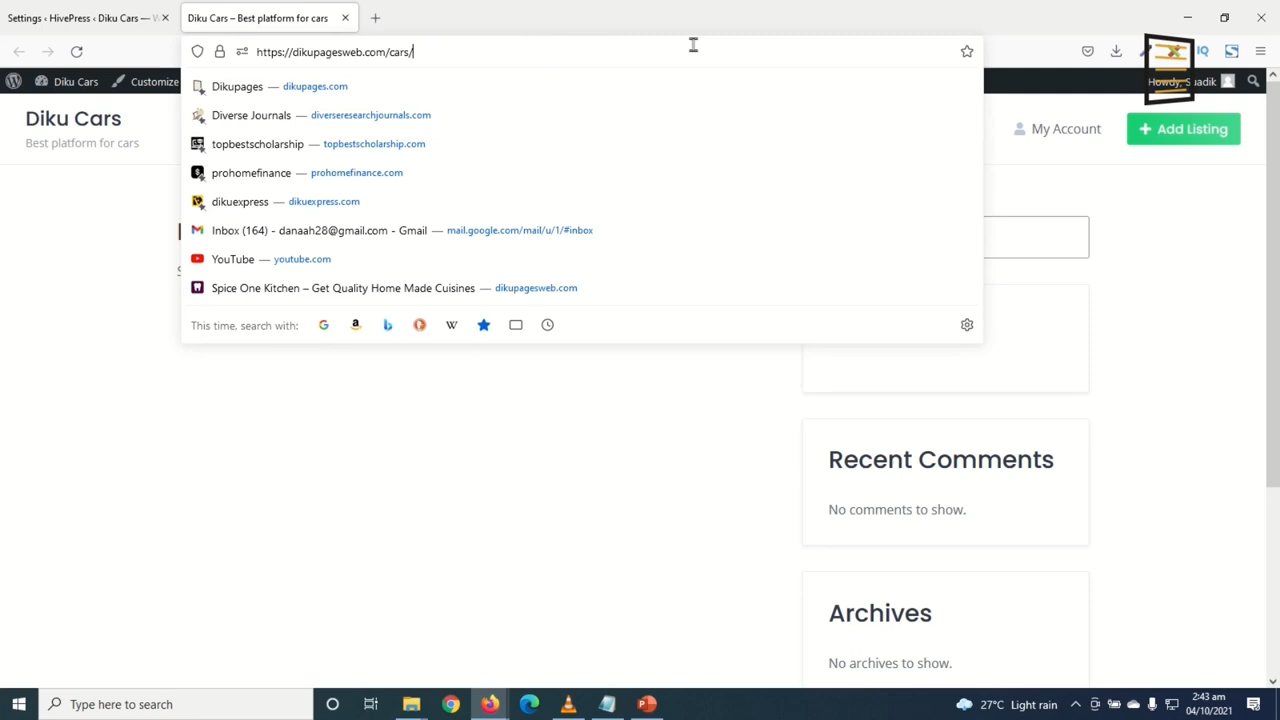 Settings ‹ HivePress ‹ Diku Cars —
Diku Cars – Best platform for cars
https://dikupagesweb.com/cars/
Diku Cars
Customize
Howdy, Suadik
Dikupages — dikupages.com
Diverse Journals — diverseresearchjournals.com
topbestscholarship — topbestscholarship.com
prohomefinance — prohomefinance.com
dikuexpress — dikuexpress.com
Inbox (164) - danaah28@gmail.com - Gmail — mail.google.com/mail/u/1/#inbox
YouTube — youtube.com
Spice One Kitchen – Get Quality Home Made Cuisines — dikupagesweb.com
This time, search with:
Diku Cars
Best platform for cars
My Account
+ Add Listing
Recent Comments
No comments to show.
Archives
No archives to show.
Type here to search
27°C Light rain
2:43 am
04/10/2021